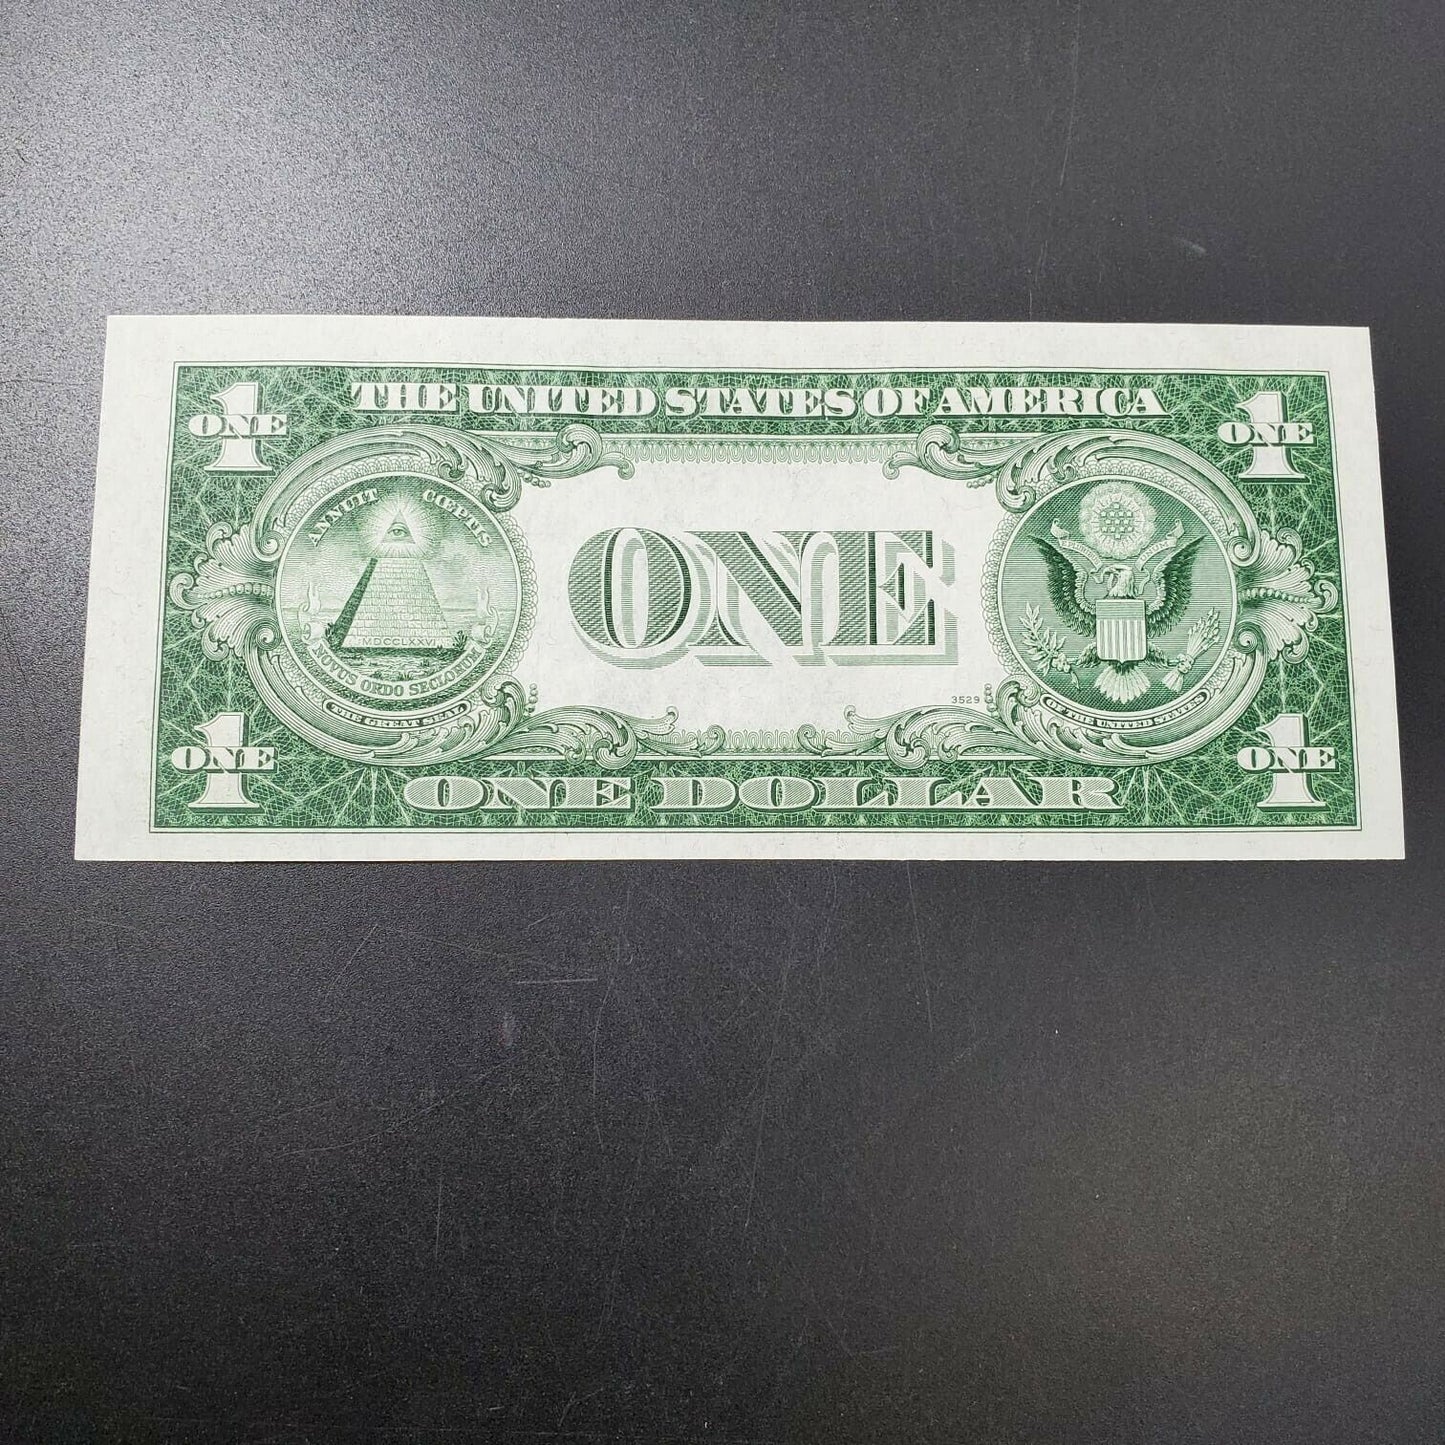 THE UNITED STATES OF AMERICA
1
ONE
1
ONE
ANNUIT CŒPTIS
MDCCLXXVI
NOVUS ORDO SECLORUM
THE GREAT SEAL
ONE
OF THE UNITED STATES
3529
1
ONE
1
ONE
ONE DOLLAR